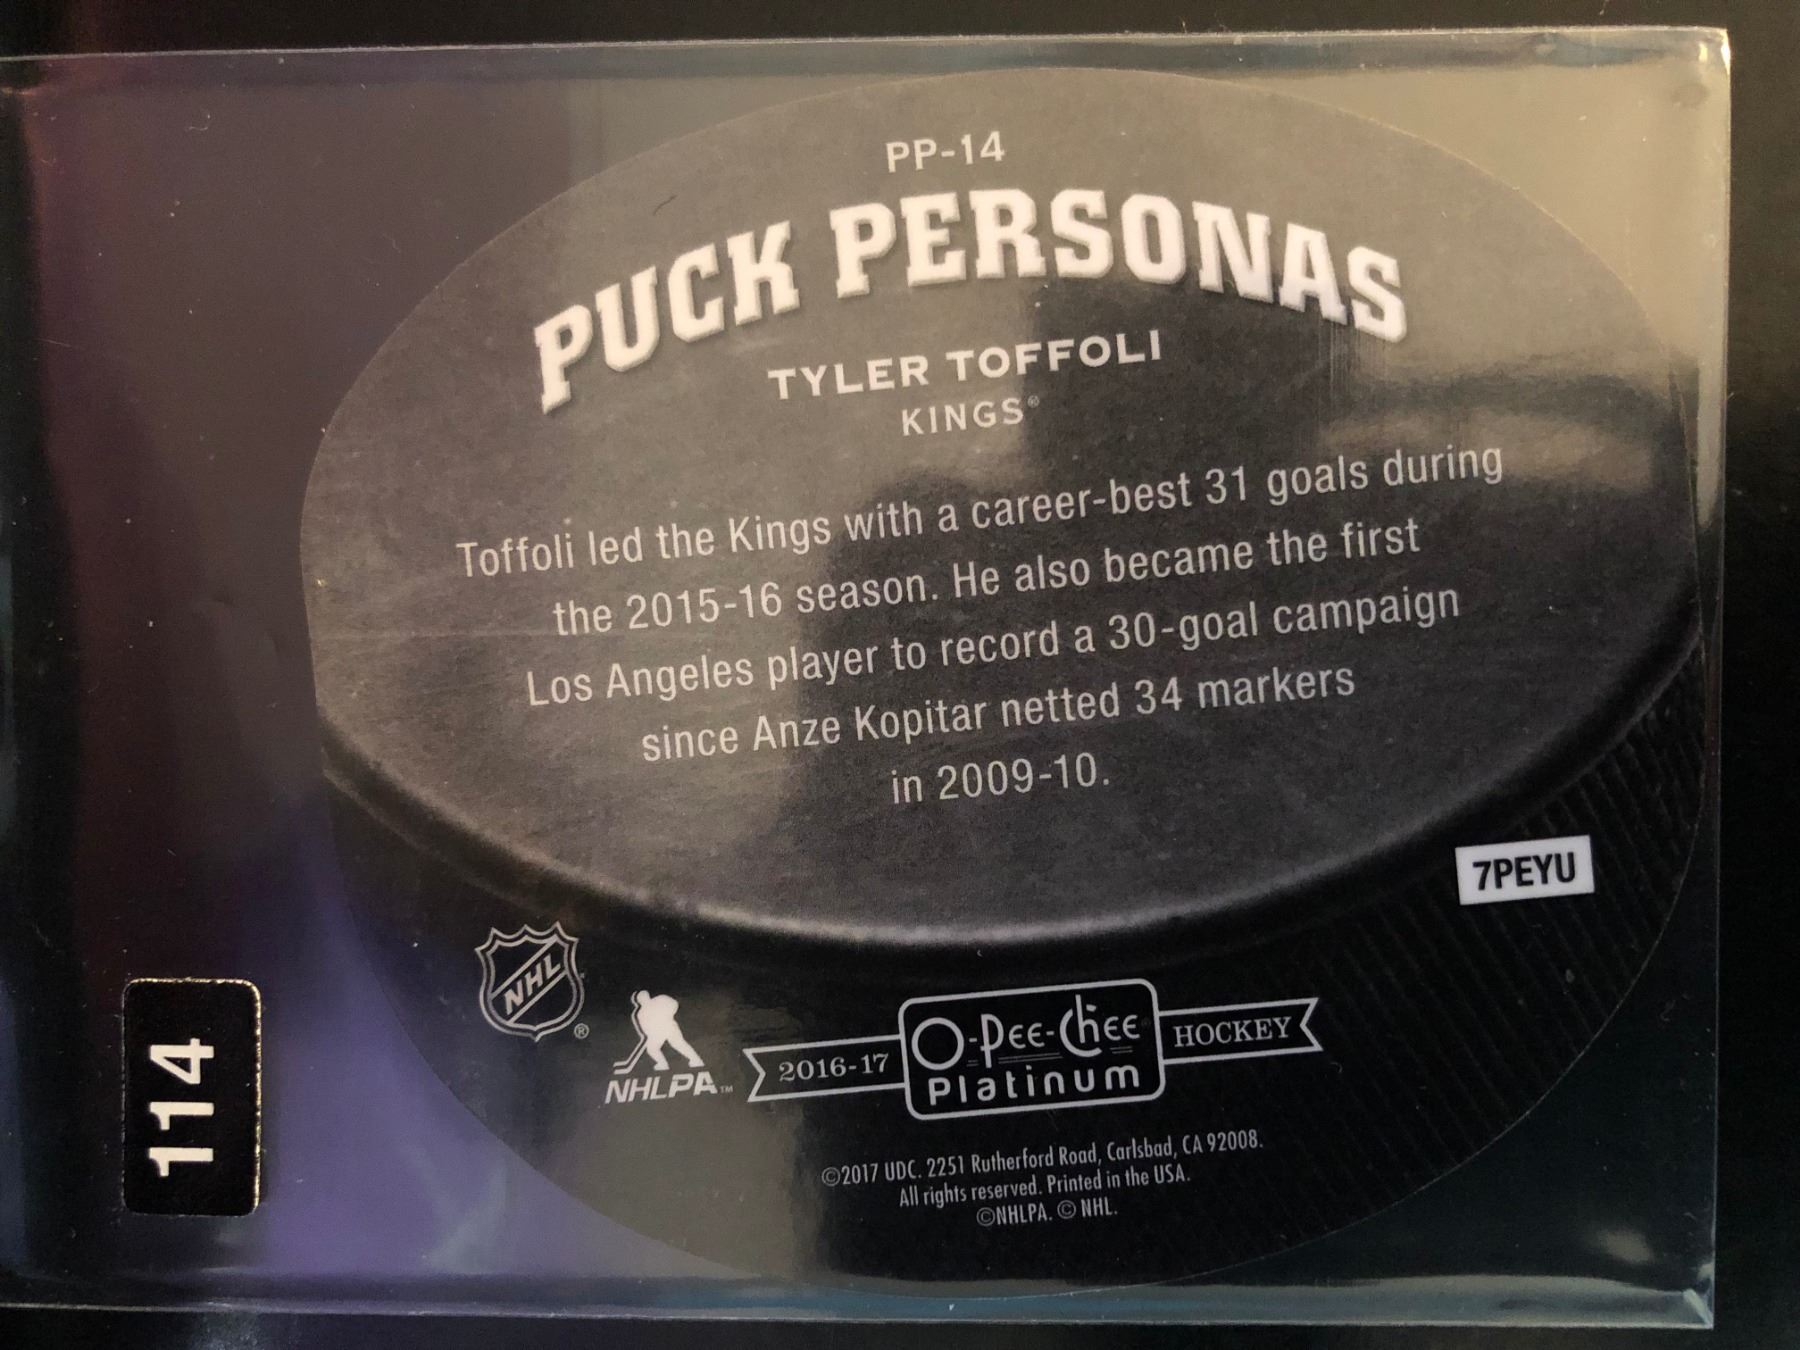 PP-14
PUCK PERSONAS
TYLER TOFFOLI
KINGS®
Toffoli led the Kings with a career-best 31 goals during
the 2015-16 season. He also became the first
Los Angeles player to record a 30-goal campaign
since Anze Kopitar netted 34 markers
in 2009-10.
7PEYU
NHL®
NHLPA™
2016-17 O-Pee-Chee Platinum HOCKEY
©2017 UDC. 2251 Rutherford Road, Carlsbad, CA 92008.
All rights reserved. Printed in the USA.
©NHLPA. © NHL.
114